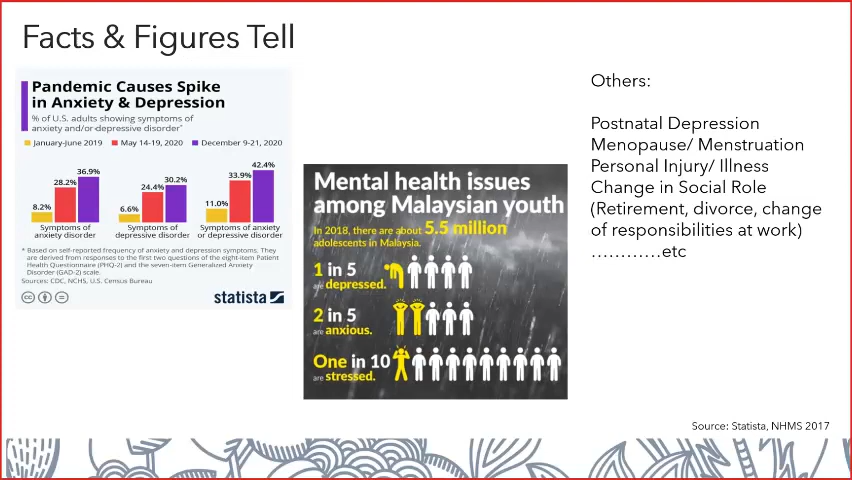 Facts & Figures Tell
Pandemic Causes Spike
in Anxiety & Depression
% of U.S. adults showing symptoms of
anxiety and/or depressive disorder*
January-June 2019 May 14-19, 2020 December 9-21, 2020
8.2% 28.2% 36.9%
6.6% 24.4% 30.2%
11.0% 33.9% 42.4%
Symptoms of
anxiety disorder
Symptoms of
depressive disorder
Symptoms of anxiety
or depressive disorder
* Based on self-reported frequency of anxiety and depression symptoms. They
are derived from responses to the first two questions of the eight-item Patient
Health Questionnaire (PHQ-2) and the seven-item Generalized Anxiety
Disorder (GAD-2) scale.
Sources: CDC, NCHS, U.S. Census Bureau
cc
statista
Mental health issues
among Malaysian youth
In 2018, there are about 5.5 million
adolescents in Malaysia.
1 in 5
are depressed.
2 in 5
are anxious.
One in 10
are stressed.
Others:
Postnatal Depression
Menopause/ Menstruation
Personal Injury/ Illness
Change in Social Role
(Retirement, divorce, change
of responsibilities at work)
…………etc
Source: Statista, NHMS 2017